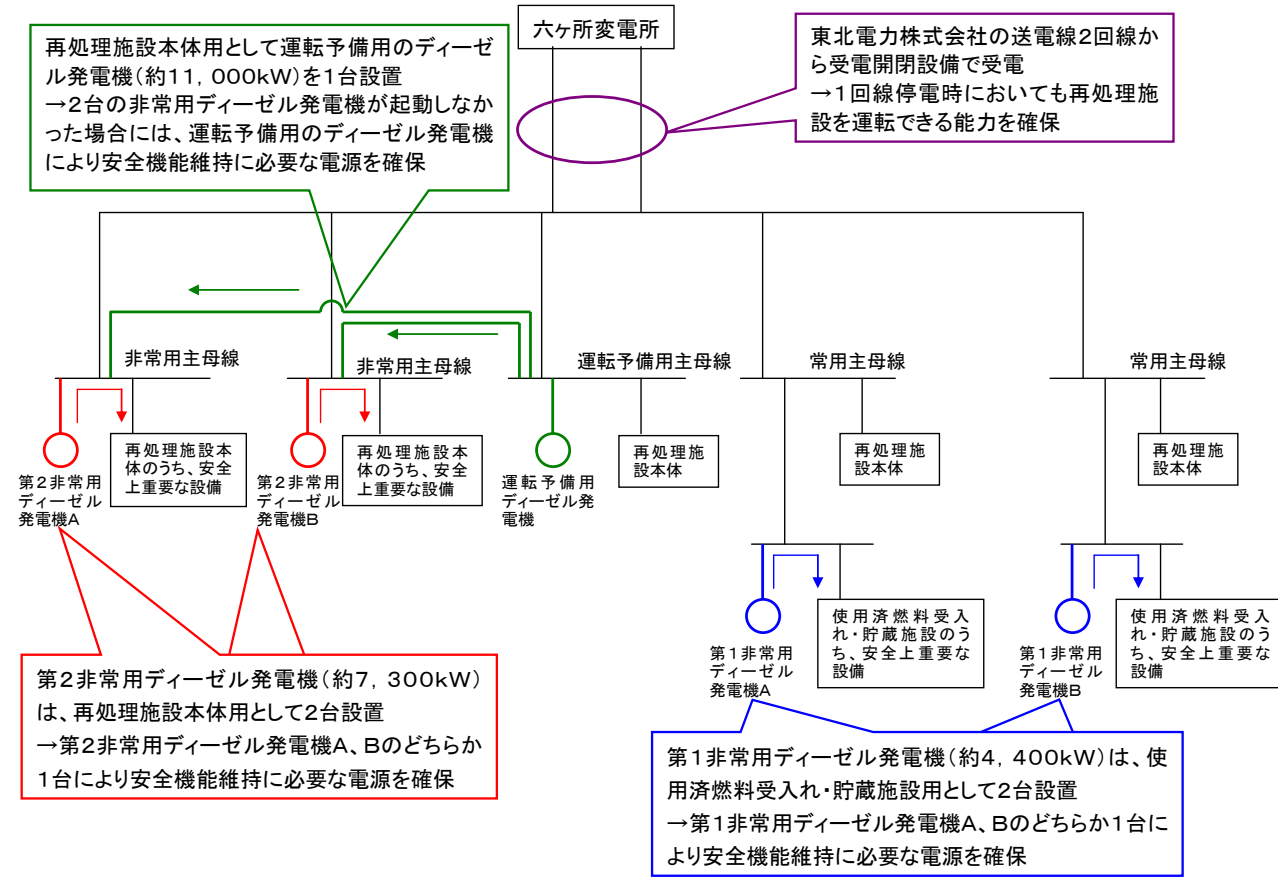 六ヶ所変電所
再処理施設本体用として運転予備用のディーゼ
ル発電機(約11,000kW)を1台設置
→2台の非常用ディーゼル発電機が起動しなか
った場合には、運転予備用のディーゼル発電機
により安全機能維持に必要な電源を確保
東北電力株式会社の送電線2回線か
ら受電開閉設備で受電
→1回線停電時においても再処理施
設を運転できる能力を確保
非常用主母線
非常用主母線
運転予備用主母線
常用主母線
常用主母線
第2非常用
ディーゼル
発電機A
再処理施設本
体のうち、安全
上重要な設備
第2非常用
ディーゼル
発電機B
再処理施設本
体のうち、安全
上重要な設備
運転予備用
ディーゼル発
電機
再処理施
設本体
再処理施
設本体
再処理施
設本体
第1非常用
ディーゼル
発電機A
使用済燃料受入
れ・貯蔵施設のう
ち、安全上重要な
設備
第1非常用
ディーゼル
発電機B
使用済燃料受入
れ・貯蔵施設のう
ち、安全上重要な
設備
第2非常用ディーゼル発電機(約7,300kW)
は、再処理施設本体用として2台設置
→第2非常用ディーゼル発電機A、Bのどちらか
1台により安全機能維持に必要な電源を確保
第1非常用ディーゼル発電機(約4,400kW)は、使
用済燃料受入れ・貯蔵施設用として2台設置
→第1非常用ディーゼル発電機A、Bのどちらか1台に
より安全機能維持に必要な電源を確保